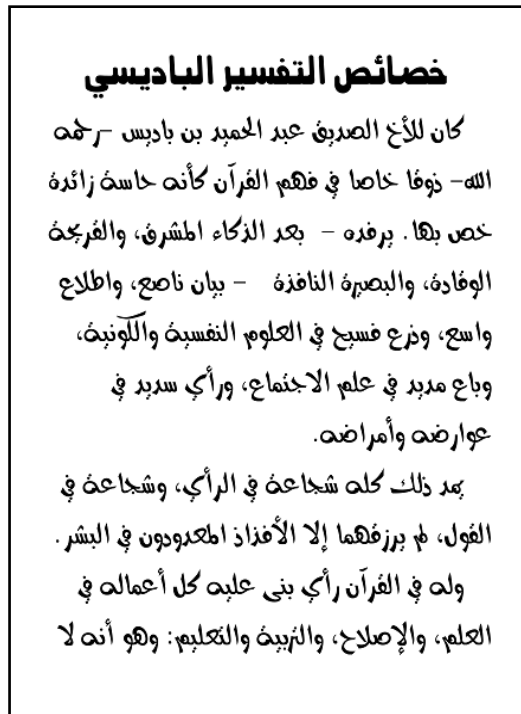 خصائص التفسير الباديسي
كان للأخ الصديق عبد الحميد بن باديس -رحمه
الله- ذوقا خاصا في فهم القرآن كأنه حاسة زائدة
خص بها. يرفده - بعد الذكاء المشرق، والقريحة
الوقادة، والبصيرة النافذة - بيان ناصع، واطلاع
واسع، وذرع فسيح في العلوم النفسية والكونية،
وباع مديد في علم الاجتماع، ورأي سديد في
عوارضه وأمراضه.
يمد ذلك كله شجاعة في الرأي، وشجاعة في
القول، لم يرزقهما إلا الأفذاذ المعدودون في البشر.
وله في القرآن رأي بنى عليه كل أعماله في
العلم، والإصلاح، والتربية والتعليم: وهو أنه لا